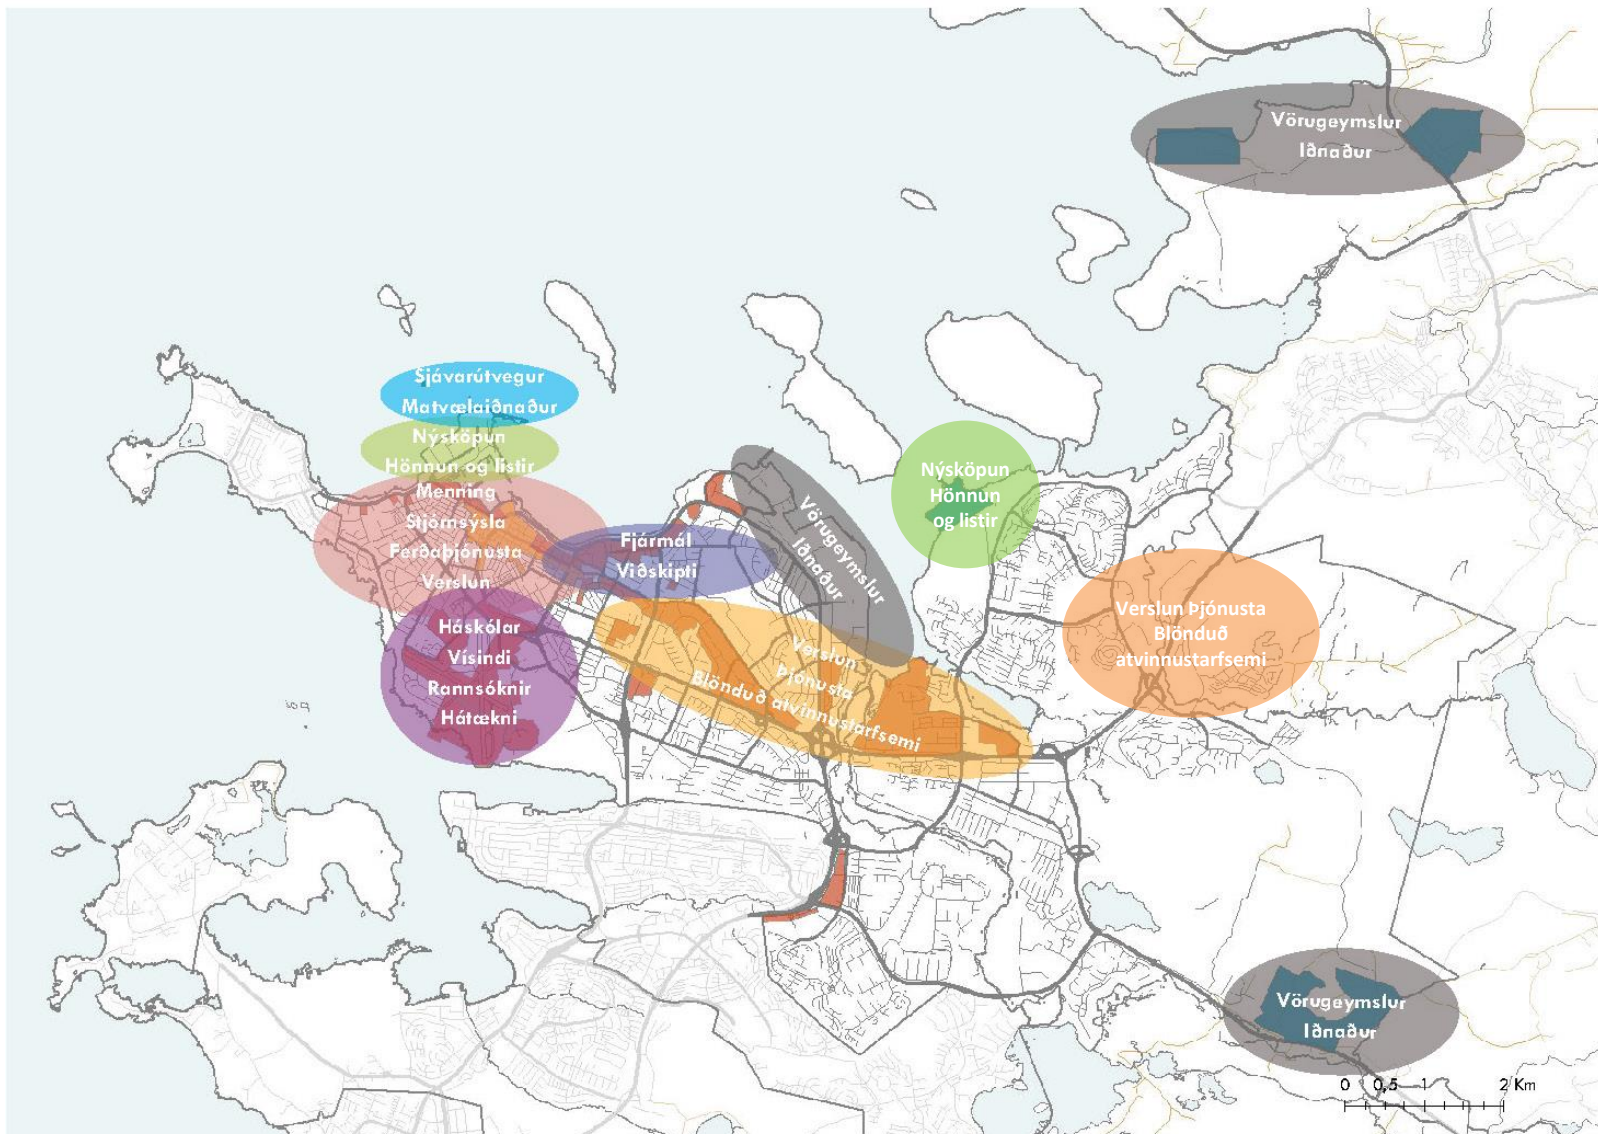 Vörugeymslur
Iðnaður
Sjávarútvegur
Matvælaiðnaður
Nýsköpun
Hönnun og listir
Menning
Stjórnsýsla
Ferðaþjónusta
Verslun
Fjármál
Viðskipti
Vörugeymslur
Iðnaður
Nýsköpun
Hönnun
og listir
Verslun Þjónusta
Blönduð
atvinnustarfsemi
Háskólar
Vísindi
Rannsóknir
Hátækni
Verslun
Þjónusta
Blönduð atvinnustarfsemi
Vörugeymslur
Iðnaður
0 0,5 1 2 Km